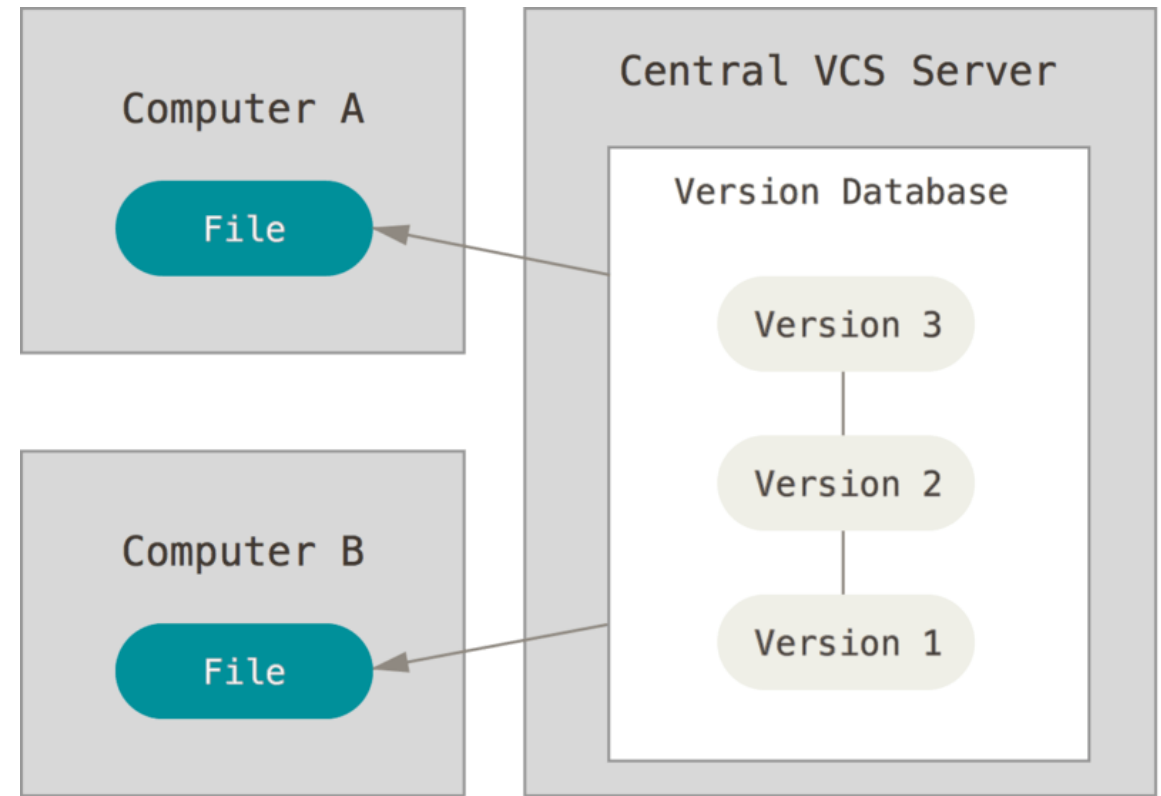 Computer A
File
Computer B
File
Central VCS Server
Version Database
Version 3
Version 2
Version 1